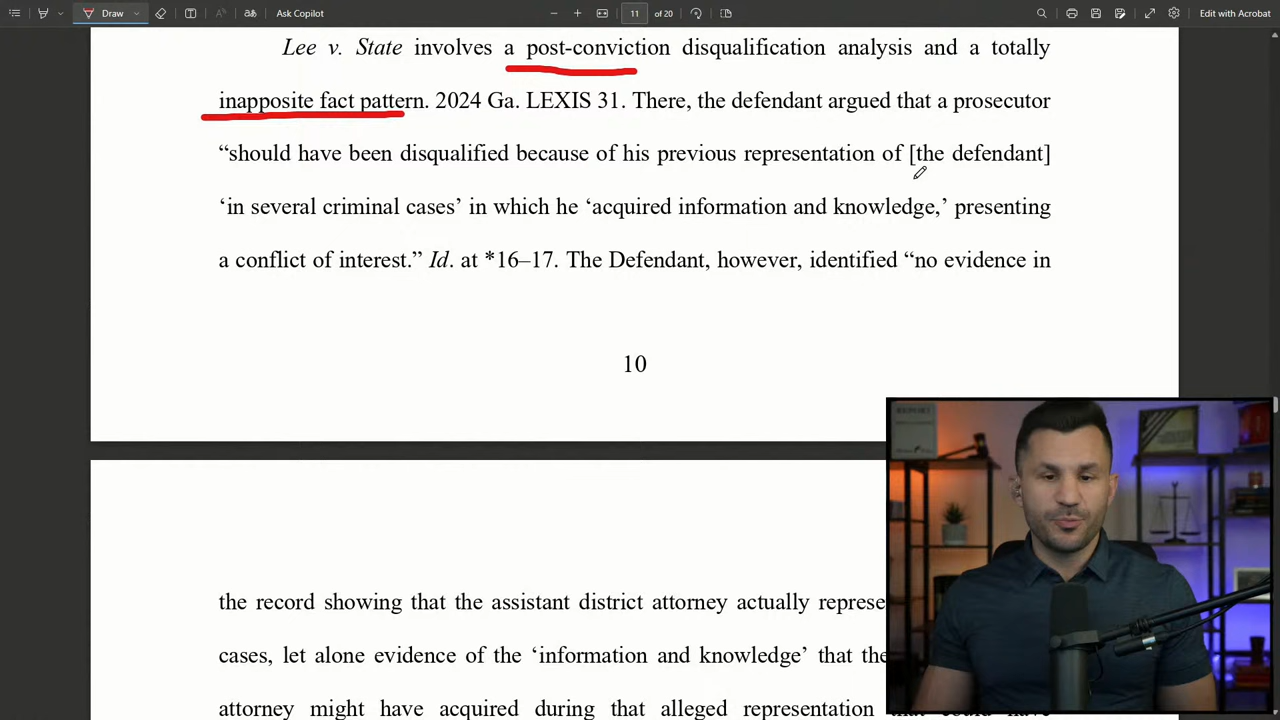 Draw
Ask Copilot
11 of 20
Edit with Acrobat
Lee v. State involves a post-conviction disqualification analysis and a totally
inapposite fact pattern. 2024 Ga. LEXIS 31. There, the defendant argued that a prosecutor
“should have been disqualified because of his previous representation of [the defendant]
‘in several criminal cases’ in which he ‘acquired information and knowledge,’ presenting
a conflict of interest.” Id. at *16–17. The Defendant, however, identified “no evidence in
10
the record showing that the assistant district attorney actually
cases, let alone evidence of the ‘information and knowledge’ that
attorney might have acquired during that alleged representation